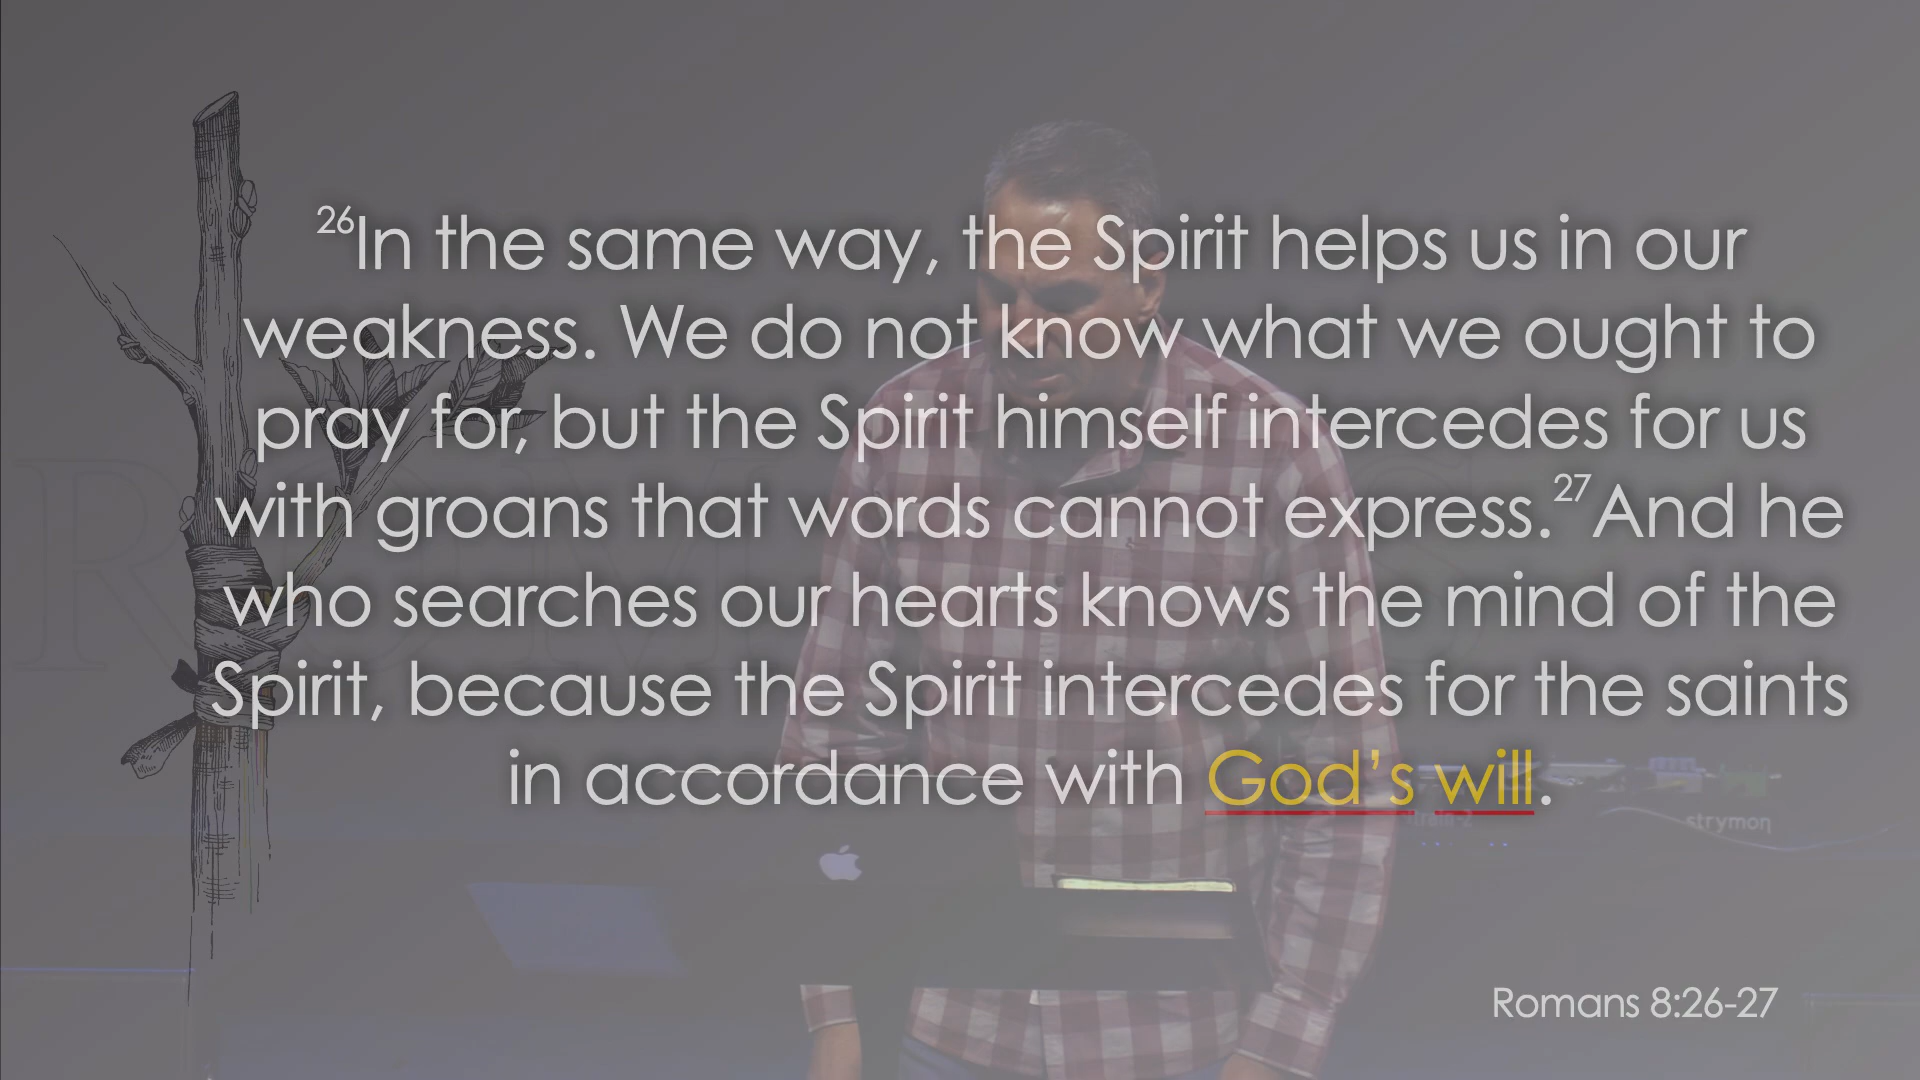 26In the same way, the Spirit helps us in our
weakness. We do not know what we ought to
pray for, but the Spirit himself intercedes for us
with groans that words cannot express.27And he
who searches our hearts knows the mind of the
Spirit, because the Spirit intercedes for the saints
in accordance with God’s will.
strymon
Romans 8:26-27